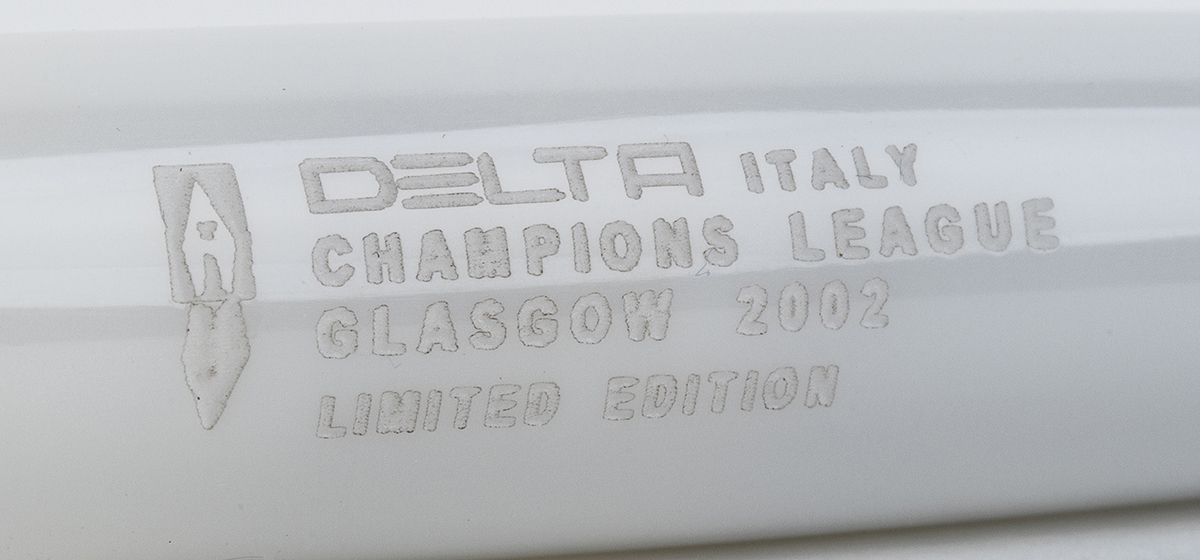 DELTA ITALY
CHAMPIONS LEAGUE
GLASGOW 2002
LIMITED EDITION